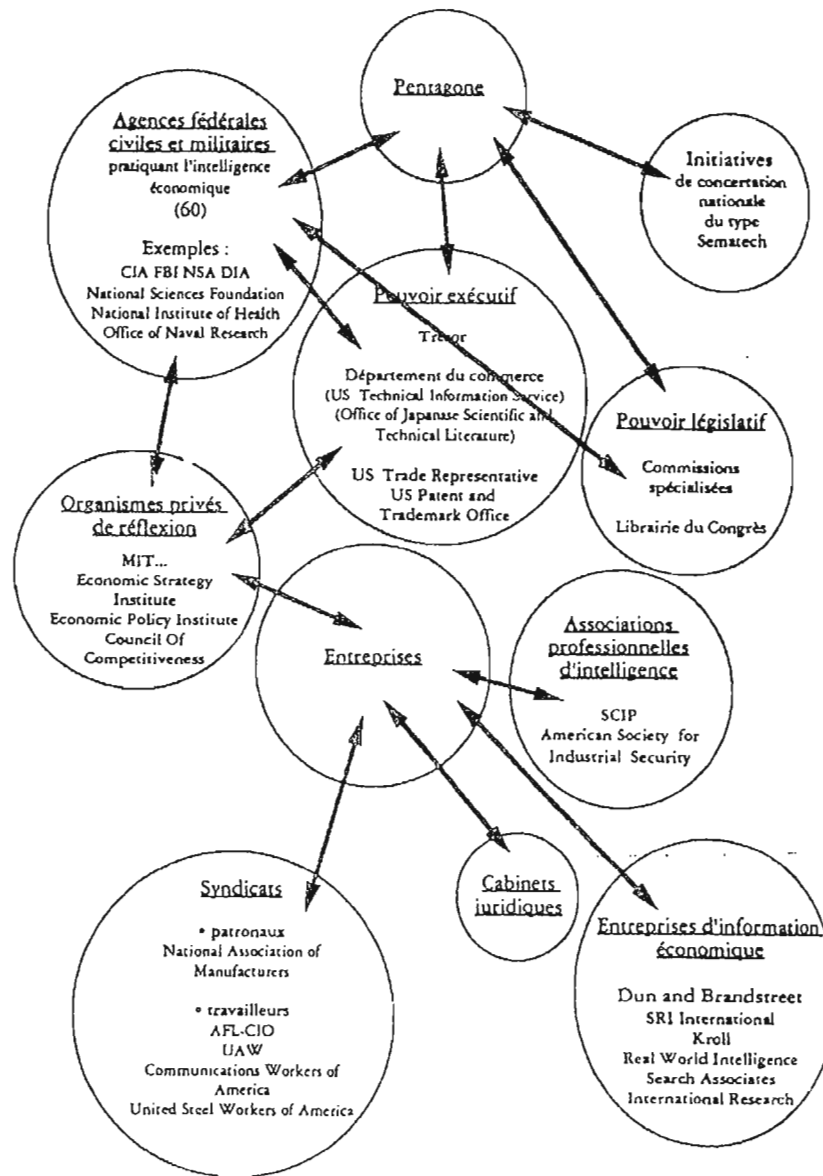 Pentagone
Agences fédérales
civiles et militaires
pratiquant l'intelligence
économique
(60)
Exemples :
CIA FBI NSA DIA
National Sciences Foundation
National Institute of Health
Office of Naval Research
Initiatives
de concertation
nationale
du type
Sematech
Pouvoir exécutif
Trésor
Département du commerce
(US Technical Information Service)
(Office of Japanase Scientific and
Technical Literature)
US Trade Representative
US Patent and
Trademark Office
Pouvoir législatif
Commissions
spécialisées
Librairie du Congrès
Organismes privés
de réflexion
MIT...
Economic Strategy
Institute
Economic Policy Institute
Council Of
Competitiveness
Entreprises
Associations
professionnelles
d'intelligence
SCIP
American Society for
Industrial Security
Syndicats
• patronaux
National Association of
Manufacturers
• travailleurs
AFL-CIO
UAW
Communications Workers of
America
United Steel Workers of America
Cabinets
juridiques
Entreprises d'information
économique
Dun and Brandstreet
SRI International
Kroll
Real World Intelligence
Search Associates
International Research